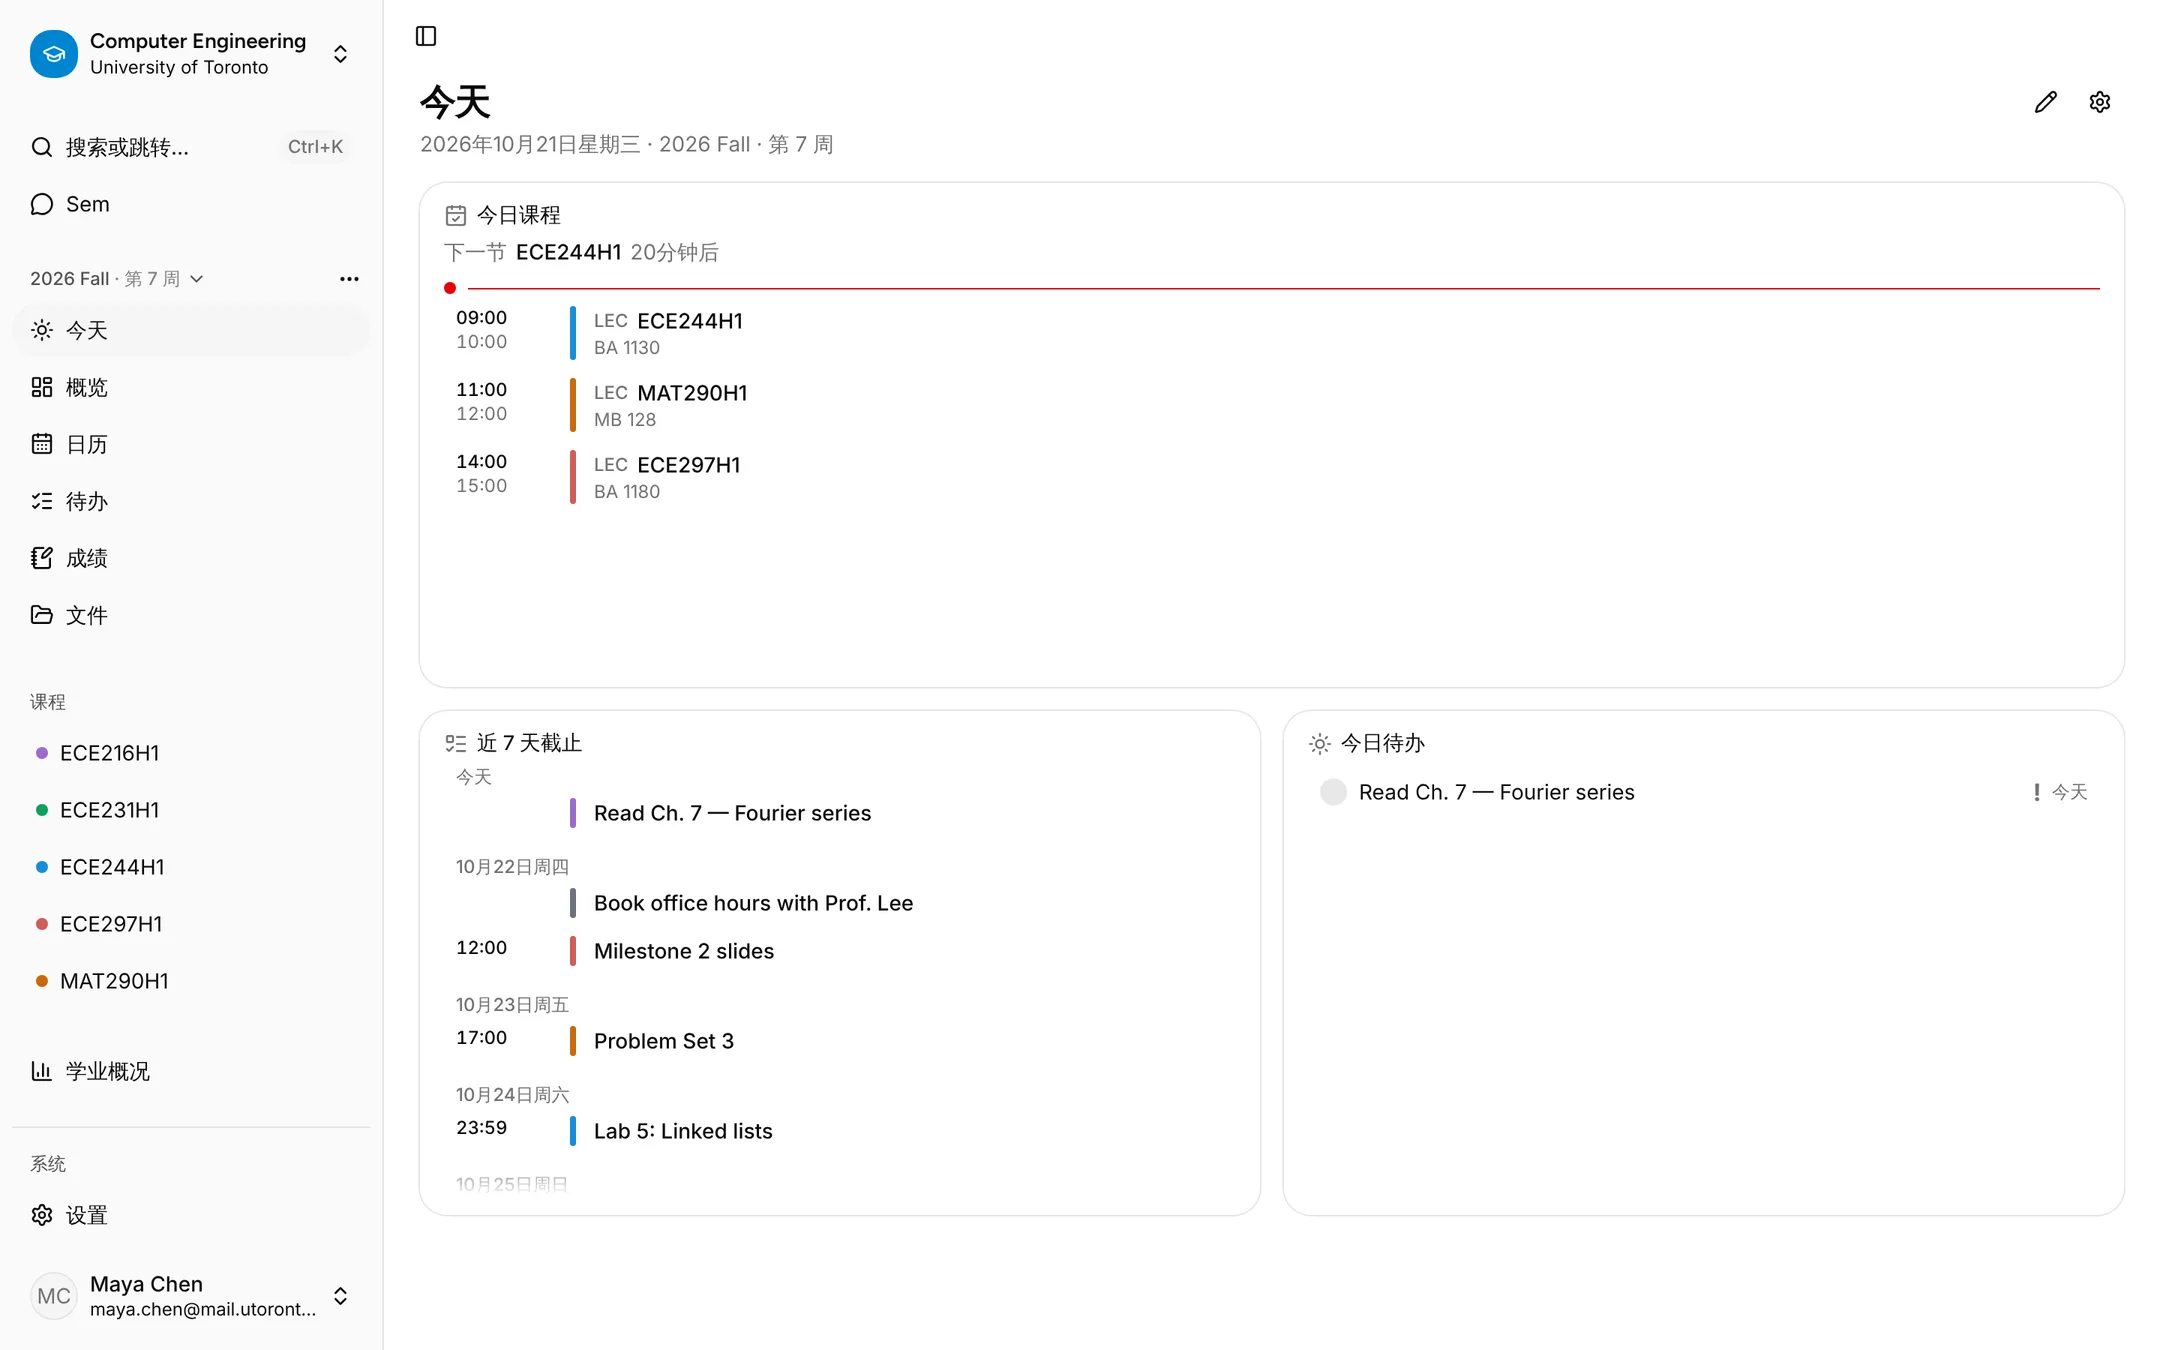 Computer Engineering
University of Toronto
搜索或跳转... Ctrl+K
Sem
2026 Fall · 第 7 周
今天
概览
日历
待办
成绩
文件
课程
ECE216H1
ECE231H1
ECE244H1
ECE297H1
MAT290H1
学业概况
系统
设置
MC
Maya Chen
maya.chen@mail.utoront...
今天
2026年10月21日星期三 · 2026 Fall · 第 7 周
今日课程
下一节 ECE244H1 20分钟后
09:00 LEC ECE244H1
10:00 BA 1130
11:00 LEC MAT290H1
12:00 MB 128
14:00 LEC ECE297H1
15:00 BA 1180
近 7 天截止
今天
Read Ch. 7 — Fourier series
10月22日周四
Book office hours with Prof. Lee
12:00 Milestone 2 slides
10月23日周五
17:00 Problem Set 3
10月24日周六
23:59 Lab 5: Linked lists
10月25日周日
今日待办
Read Ch. 7 — Fourier series ! 今天